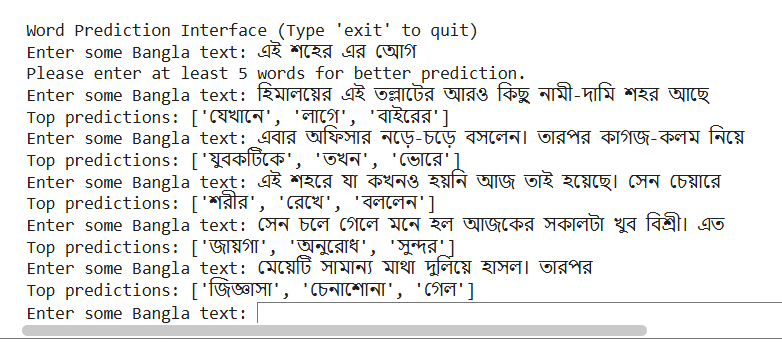 Word Prediction Interface (Type 'exit' to quit)
Enter some Bangla text: এই শহের এর আেগ
Please enter at least 5 words for better prediction.
Enter some Bangla text: হিমালয়ের এই তল্লাটের আরও কিছু নামী-দামি শহর আছে
Top predictions: ['যেখানে', 'লাগে', 'বাইরের']
Enter some Bangla text: এবার অফিসার নড়ে-চড়ে বসলেন। তারপর কাগজ-কলম নিয়ে
Top predictions: ['যুবকটিকে', 'তখন', 'ভোরে']
Enter some Bangla text: এই শহরে যা কখনও হয়নি আজ তাই হয়েছে। সেন চেয়ারে
Top predictions: ['শরীর', 'রেখে', 'বললেন']
Enter some Bangla text: সেন চলে গেলে মনে হল আজকের সকালটা খুব বিশ্রী। এত
Top predictions: ['জায়গা', 'অনুরোধ', 'সুন্দর']
Enter some Bangla text: মেয়েটি সামান্য মাথা দুলিয়ে হাসল। তারপর
Top predictions: ['জিজ্ঞাসা', 'চেনাশোনা', 'গেল']
Enter some Bangla text: